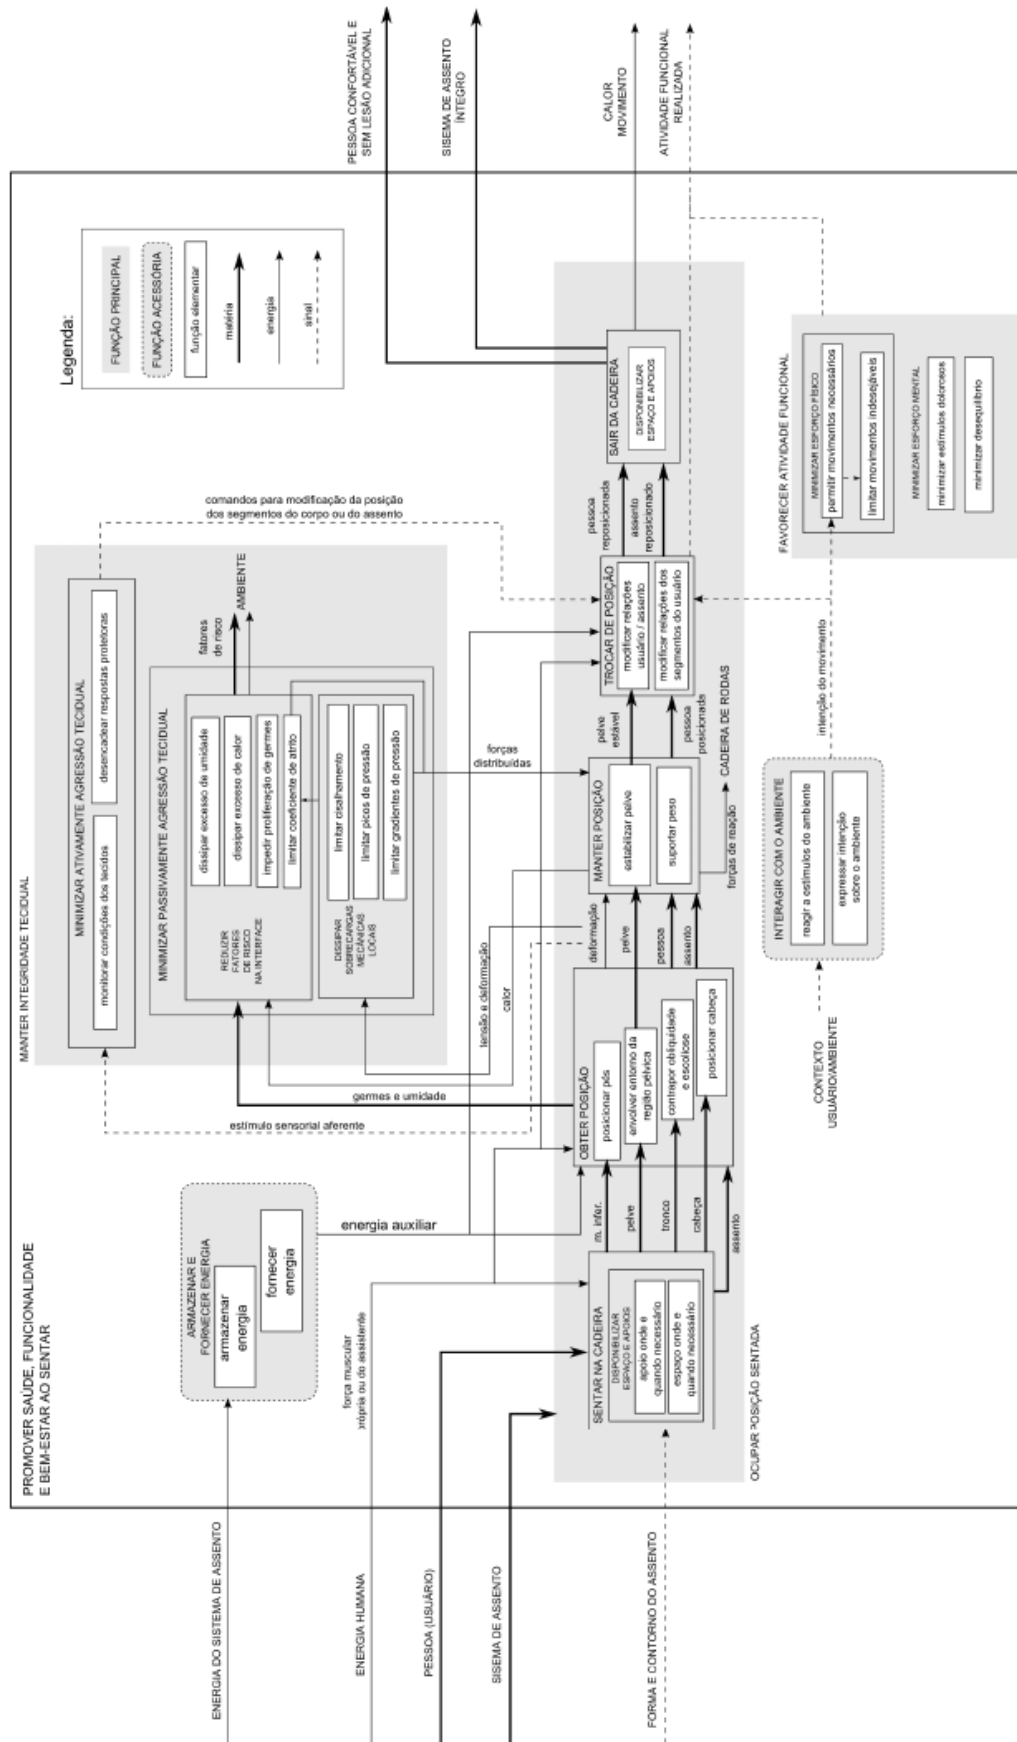 PROMOVER SAÚDE, FUNCIONALIDADE
E BEM-ESTAR AO SENTAR
ENERGIA DO SISTEMA DE ASSENTO
ENERGIA HUMANA
PESSOA (USUÁRIO)
SISEMA DE ASSENTO
FORMA E CONTORNO DO ASSENTO
ARMAZENAR E
FORNECER ENERGIA
armazenar
energia
fornecer
energia
energia auxiliar
força muscular
própria ou do assistente
MANTER INTEGRIDADE TECIDUAL
MINIMIZAR ATIVAMENTE AGRESSÃO TECIDUAL
monitorar condições dos tecidos
desencadear respostas protetoras
MINIMIZAR PASSIVAMENTE AGRESSÃO TECIDUAL
REDUZIR
FATORES
DE RISCO
NA INTERFACE
dissipar excesso de umidade
dissipar excesso de calor
impedir proliferação de germes
limitar coeficiente de atrito
DISSIPAR
SOBRECARGAS
MECÂNICAS
LOCAIS
limitar cisalhamento
limitar picos de pressão
limitar gradientes de pressão
fatores
de risco
AMBIENTE
comandos para modificação da posição
dos segmentos do corpo ou do assento
estímulo sensorial aferente
germes e umidade
tensão e deformação
calor
forças
distribuídas
OCUPAR POSIÇÃO SENTADA
SENTAR NA CADEIRA
DISPONIBILIZAR
ESPAÇO E APOIOS
apoio onde e
quando necessário
espaço onde e
quando necessário
m. infer.
pelve
tronco
cabeça
assento
OBTER POSIÇÃO
posicionar pés
envolver entorno da
região pélvica
contrapor obliquidade
e escoliose
posicionar cabeça
deformação
pelve
pessoa
assento
MANTER POSIÇÃO
estabilizar pelve
suportar peso
forças de reação
CADEIRA DE RODAS
pelve
estável
pessoa
posicionada
TROCAR DE POSIÇÃO
modificar relações
usuário / assento
modificar relações dos
segmentos do usuário
pessoa
reposicionada
assento
reposicionado
SAIR DA CADEIRA
DISPONIBILIZAR
ESPAÇO E APOIOS
CONTEXTO
USUÁRIO/AMBIENTE
INTERAGIR COM O AMBIENTE
reagir a estímulos do ambiente
expressar intenção
sobre o ambiente
intenção do movimento
FAVORECER ATIVIDADE FUNCIONAL
MINIMIZAR ESFORÇO FÍSICO
permitir movimentos necessários
limitar movimentos indesejáveis
MINIMIZAR ESFORÇO MENTAL
minimizar estímulos dolorosos
minimizar desequilíbrio
Legenda:
FUNÇÃO PRINCIPAL
FUNÇÃO ACESSÓRIA
função elementar
matéria
energia
sinal
PESSOA CONFORTÁVEL E
SEM LESÃO ADICIONAL
SISEMA DE ASSENTO
ÍNTEGRO
CALOR
MOVIMENTO
ATIVIDADE FUNCIONAL
REALIZADA